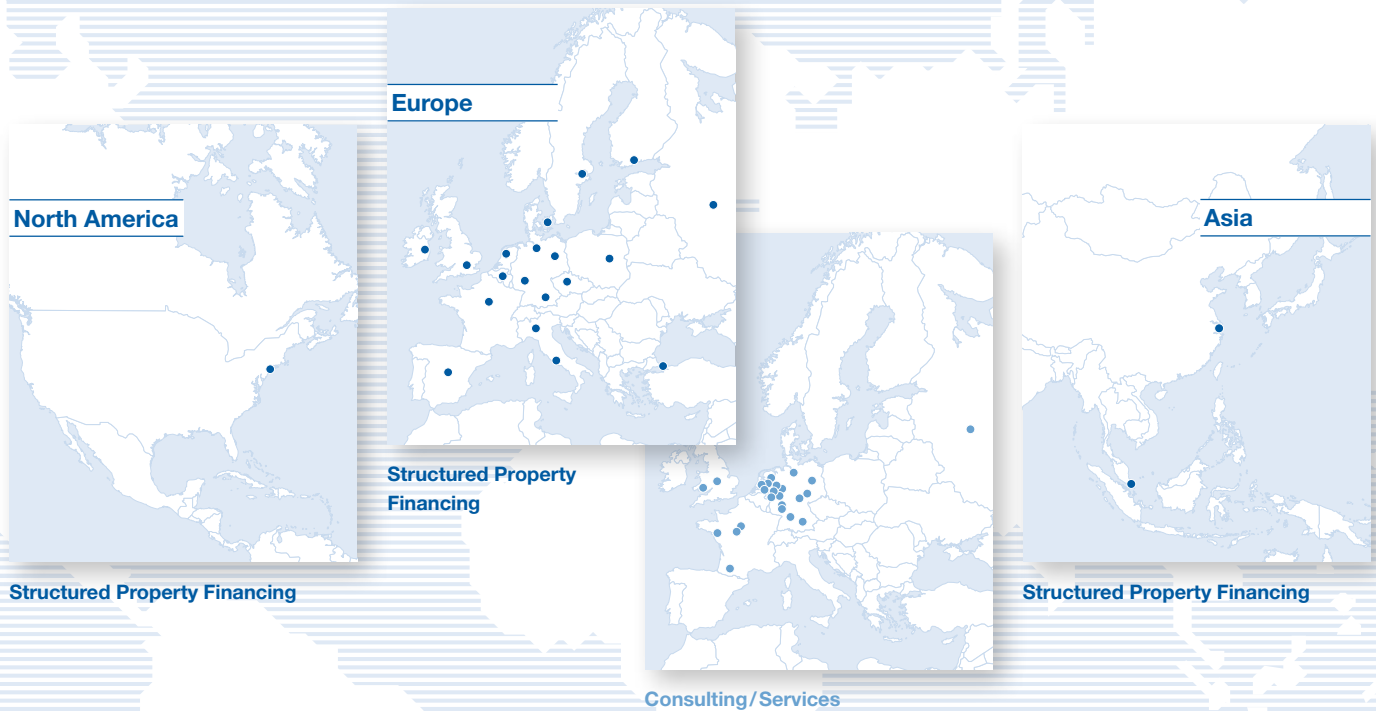 Europe
North America
Asia
Structured Property
Financing
Structured Property Financing
Structured Property Financing
Consulting/Services